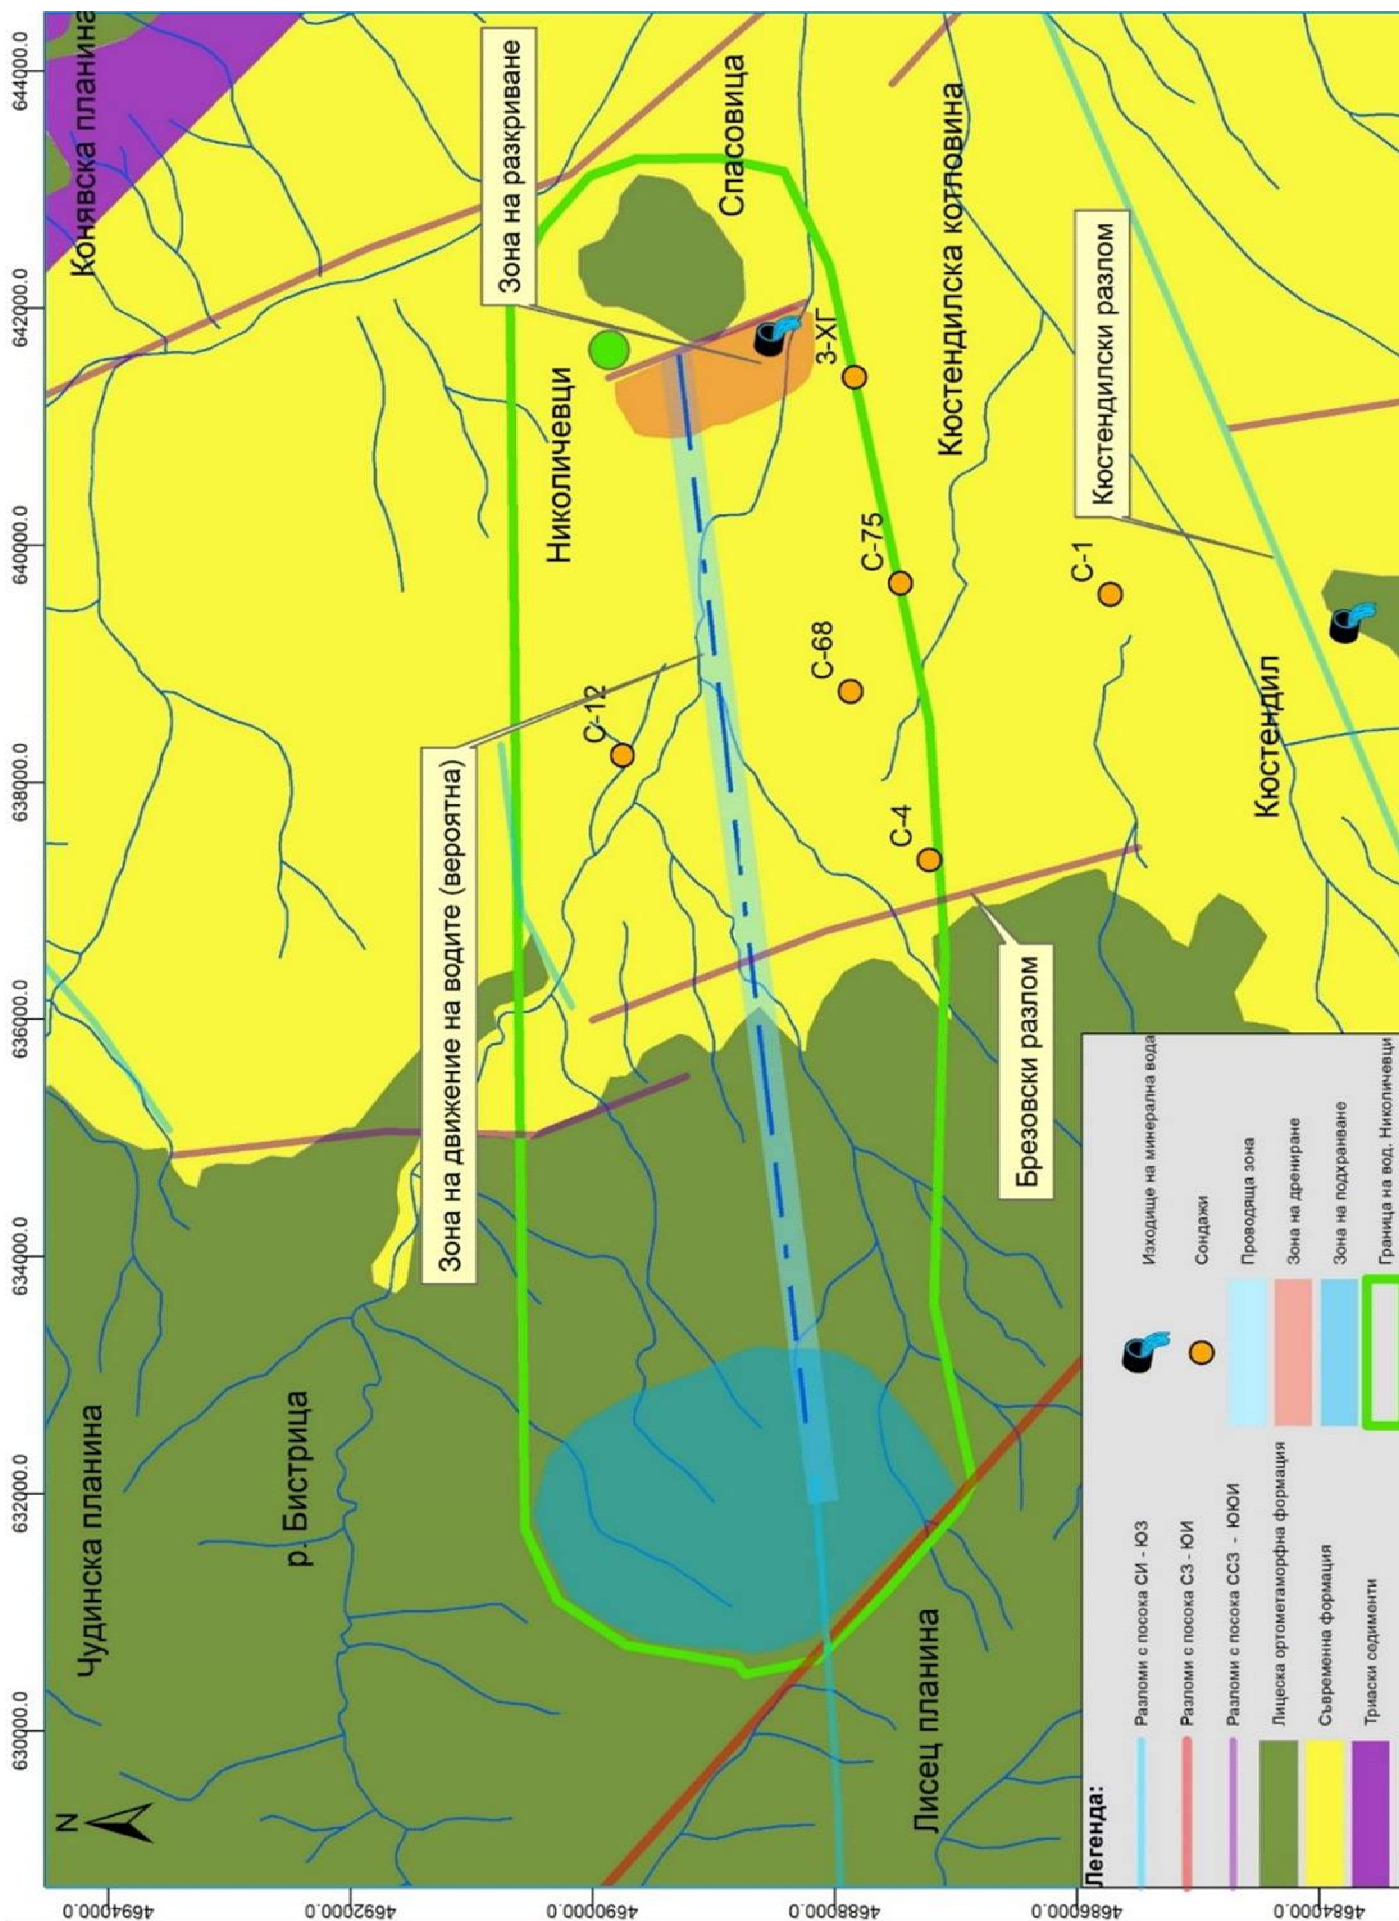 630000.0
632000.0
634000.0
636000.0
638000.0
640000.0
642000.0
644000.0
4694000.0
4692000.0
4690000.0
4688000.0
4686000.0
4684000.0
N
Чудинска планина
Конявска планина
р. Бистрица
Зона на движение на водите (вероятна)
Зона на разкриване
Николичевци
С-12
Спасовица
3-ХГ
С-68
С-75
С-4
Лисец планина
Кюстендилска котловина
Брезовски разлом
С-1
Кюстендилски разлом
Кюстендил
Легенда:
Разломи с посока СИ - ЮЗ
Разломи с посока СЗ - ЮИ
Разломи с посока ССЗ - ЮЮИ
Лицеска ортометаморфна формация
Съвременна формация
Триаски седименти
Изходище на минерална вода
Сондажи
Проводяща зона
Зона на дрениране
Зона на подхранване
Граница на вод. Николичевци